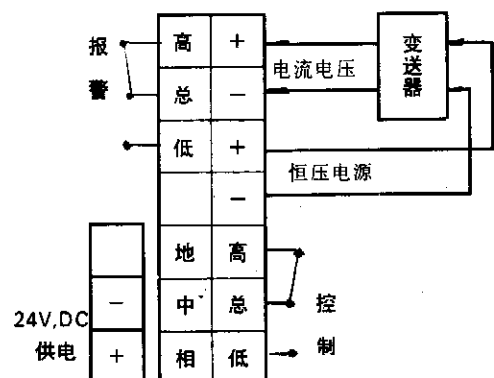 报警
高 +
总 −
低 +
−
地 高
中 总
相 低
电流电压
变送器
恒压电源
控制
−
+
24V,DC
供电